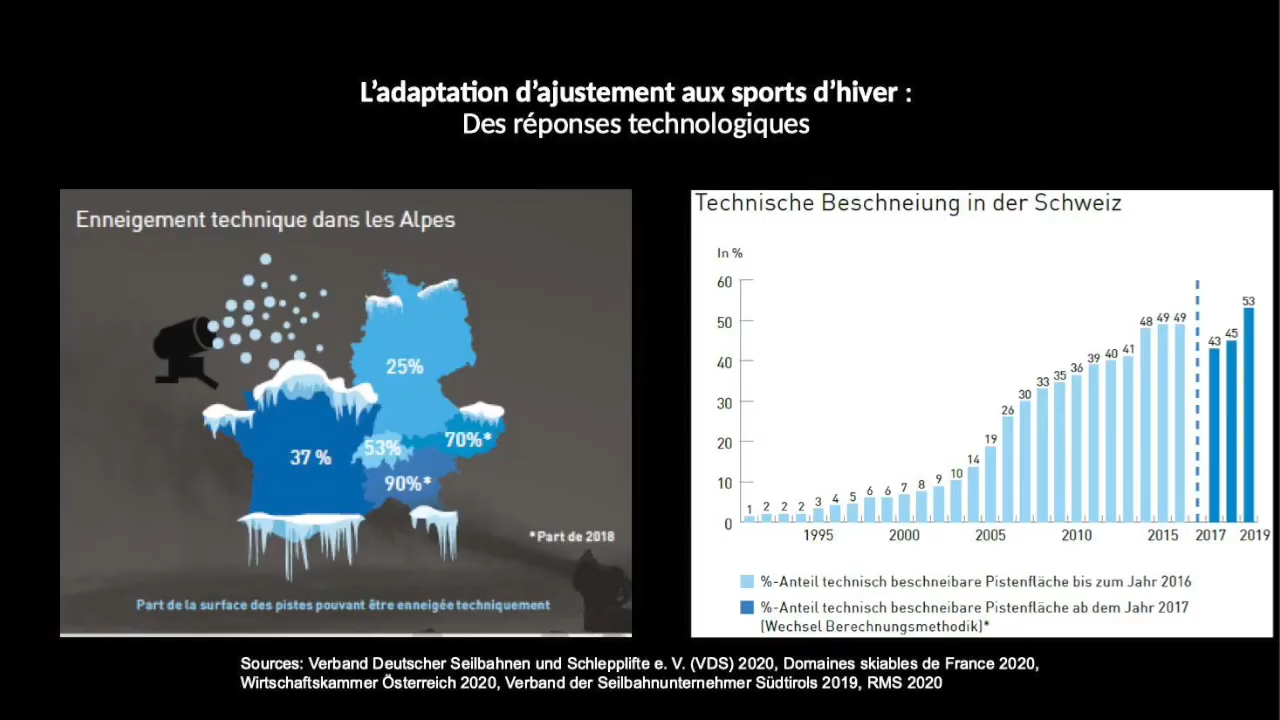 L’adaptation d’ajustement aux sports d’hiver :
Des réponses technologiques
Enneigement technique dans les Alpes
25%
37 %
53%
70%*
90%*
*Part de 2018
Part de la surface des pistes pouvant être enneigée techniquement
Technische Beschneiung in der Schweiz
In %
60
50
40
30
20
10
0
1 2 2 2 3 4 5 6 6 7 8 9 10 14 19 26 30 33 35 36 39 40 41 48 49 49 43 45 53
1995 2000 2005 2010 2015 2017 2019
%-Anteil technisch beschneibare Pistenfläche bis zum Jahr 2016
%-Anteil technisch beschneibare Pistenfläche ab dem Jahr 2017
(Wechsel Berechnungsmethodik)*
Sources: Verband Deutscher Seilbahnen und Schlepplifte e. V. (VDS) 2020, Domaines skiables de France 2020,
Wirtschaftskammer Österreich 2020, Verband der Seilbahnunternehmer Südtirols 2019, RMS 2020